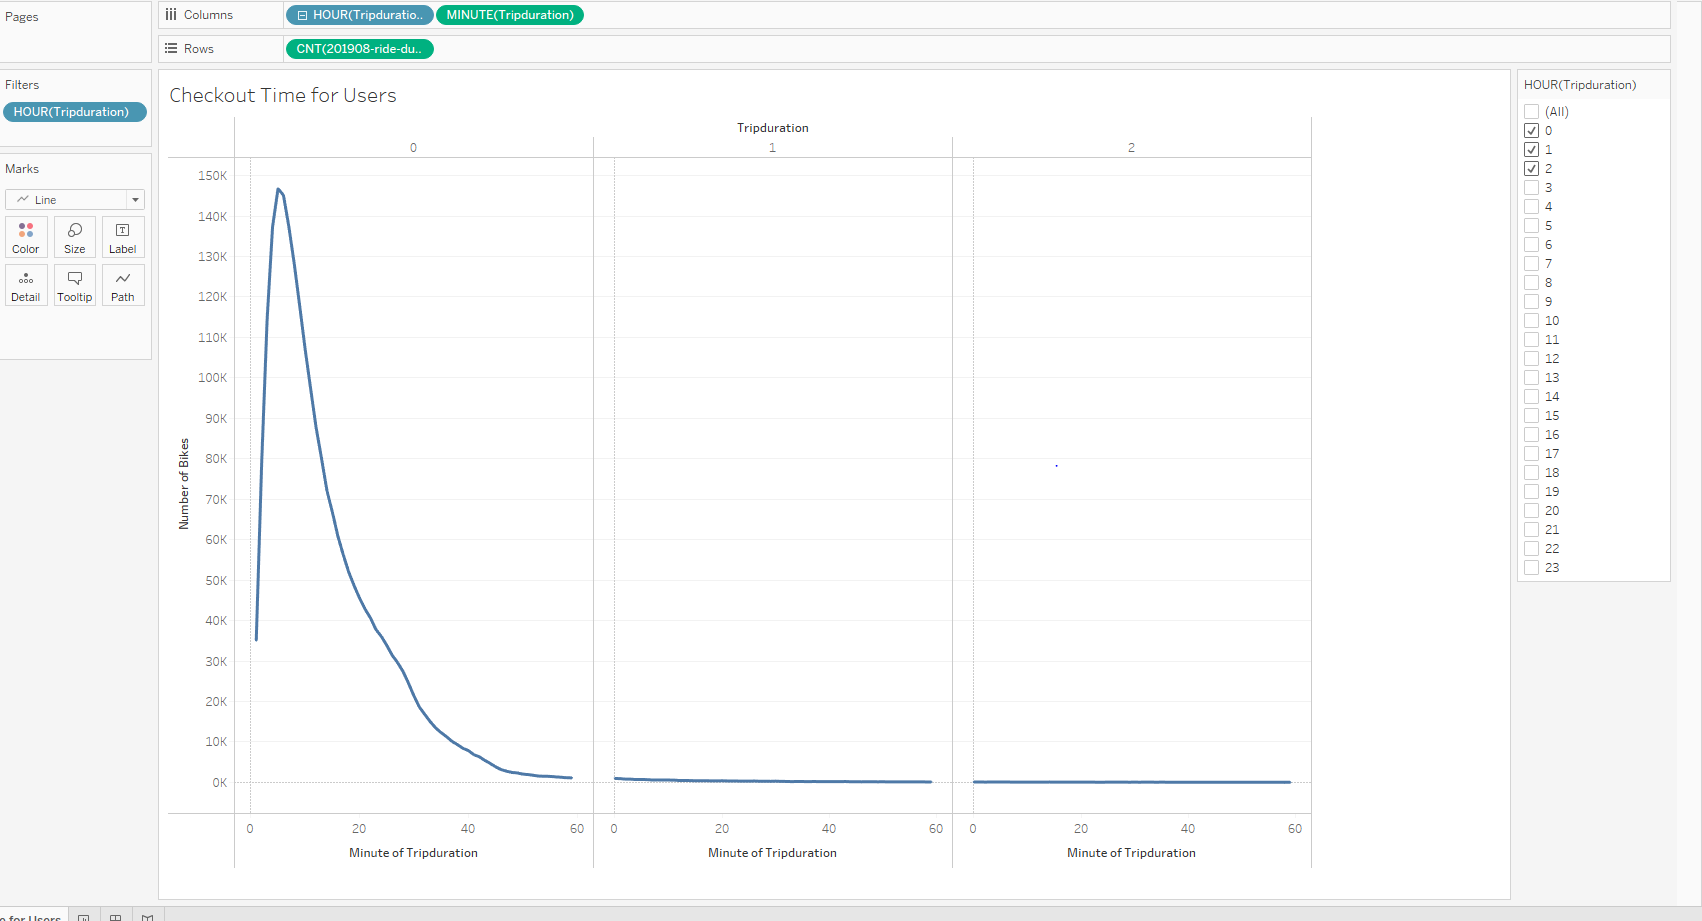 Pages
Columns
HOUR(Tripduratio..
MINUTE(Tripduration)
Rows
CNT(201908-ride-du..
Filters
HOUR(Tripduration)
Marks
Line
Color
Size
Label
Detail
Tooltip
Path
Checkout Time for Users
Tripduration
0
1
2
150K
140K
130K
120K
110K
100K
90K
80K
70K
60K
50K
40K
30K
20K
10K
0K
Number of Bikes
0 20 40 60
0 20 40 60
0 20 40 60
Minute of Tripduration
Minute of Tripduration
Minute of Tripduration
HOUR(Tripduration)
(All)
0
1
2
3
4
5
6
7
8
9
10
11
12
13
14
15
16
17
18
19
20
21
22
23
e for Users